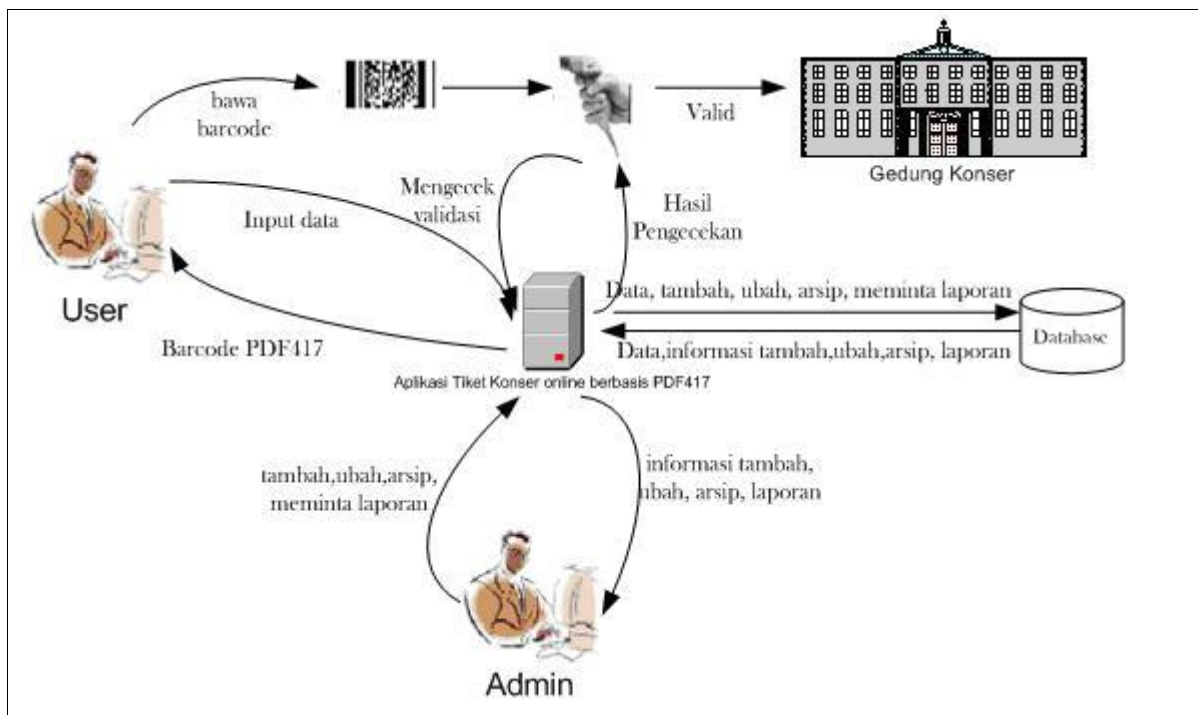 bawa
barcode
Valid
Gedung Konser
Mengecek
validasi
Input data
Hasil
Pengecekan
User
Data, tambah, ubah, arsip, meminta laporan
Database
Barcode PDF417
Data,informasi tambah,ubah,arsip, laporan
Aplikasi Tiket Konser online berbasis PDF417
tambah,ubah,arsip,
meminta laporan
informasi tambah,
ubah, arsip, laporan
Admin